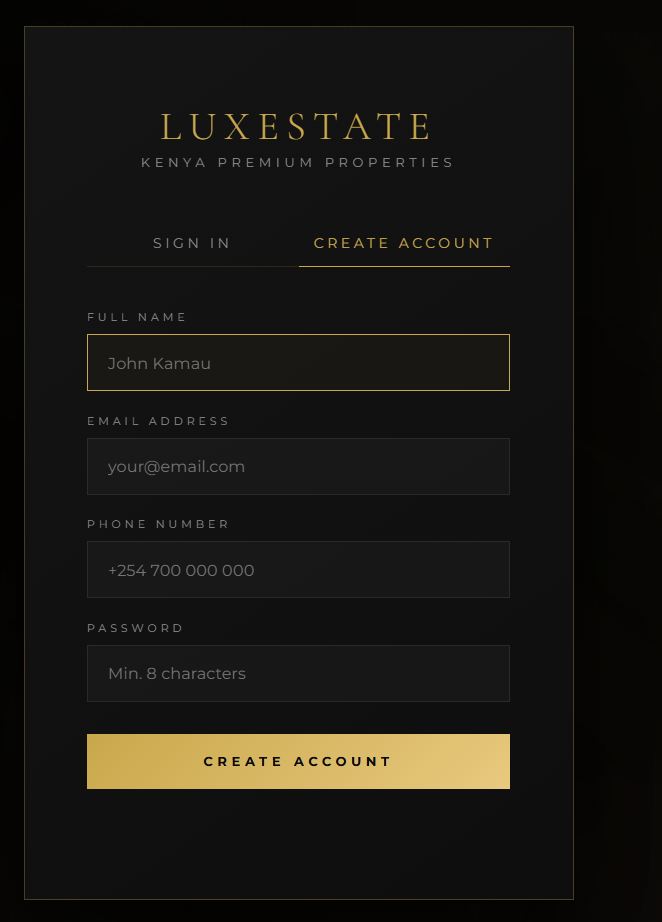 LUXESTATE
KENYA PREMIUM PROPERTIES
SIGN IN CREATE ACCOUNT
FULL NAME
John Kamau
EMAIL ADDRESS
your@email.com
PHONE NUMBER
+254 700 000 000
PASSWORD
Min. 8 characters
CREATE ACCOUNT